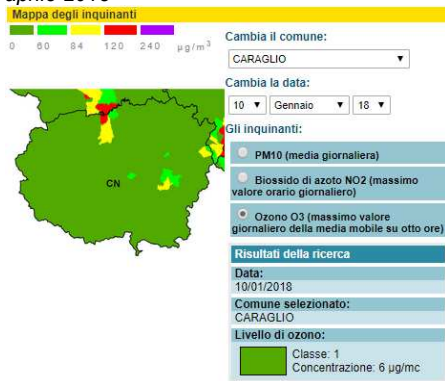 Mappa degli inquinanti
0 60 84 120 240 µg/m³
CN
Cambia il comune:
CARAGLIO
Cambia la data:
10 Gennaio 18
Gli inquinanti:
PM10 (media giornaliera)
Biossido di azoto NO2 (massimo
valore orario giornaliero)
Ozono O3 (massimo valore
giornaliero della media mobile su otto ore)
Risultati della ricerca
Data:
10/01/2018
Comune selezionato:
CARAGLIO
Livello di ozono:
Classe: 1
Concentrazione: 6 µg/mc